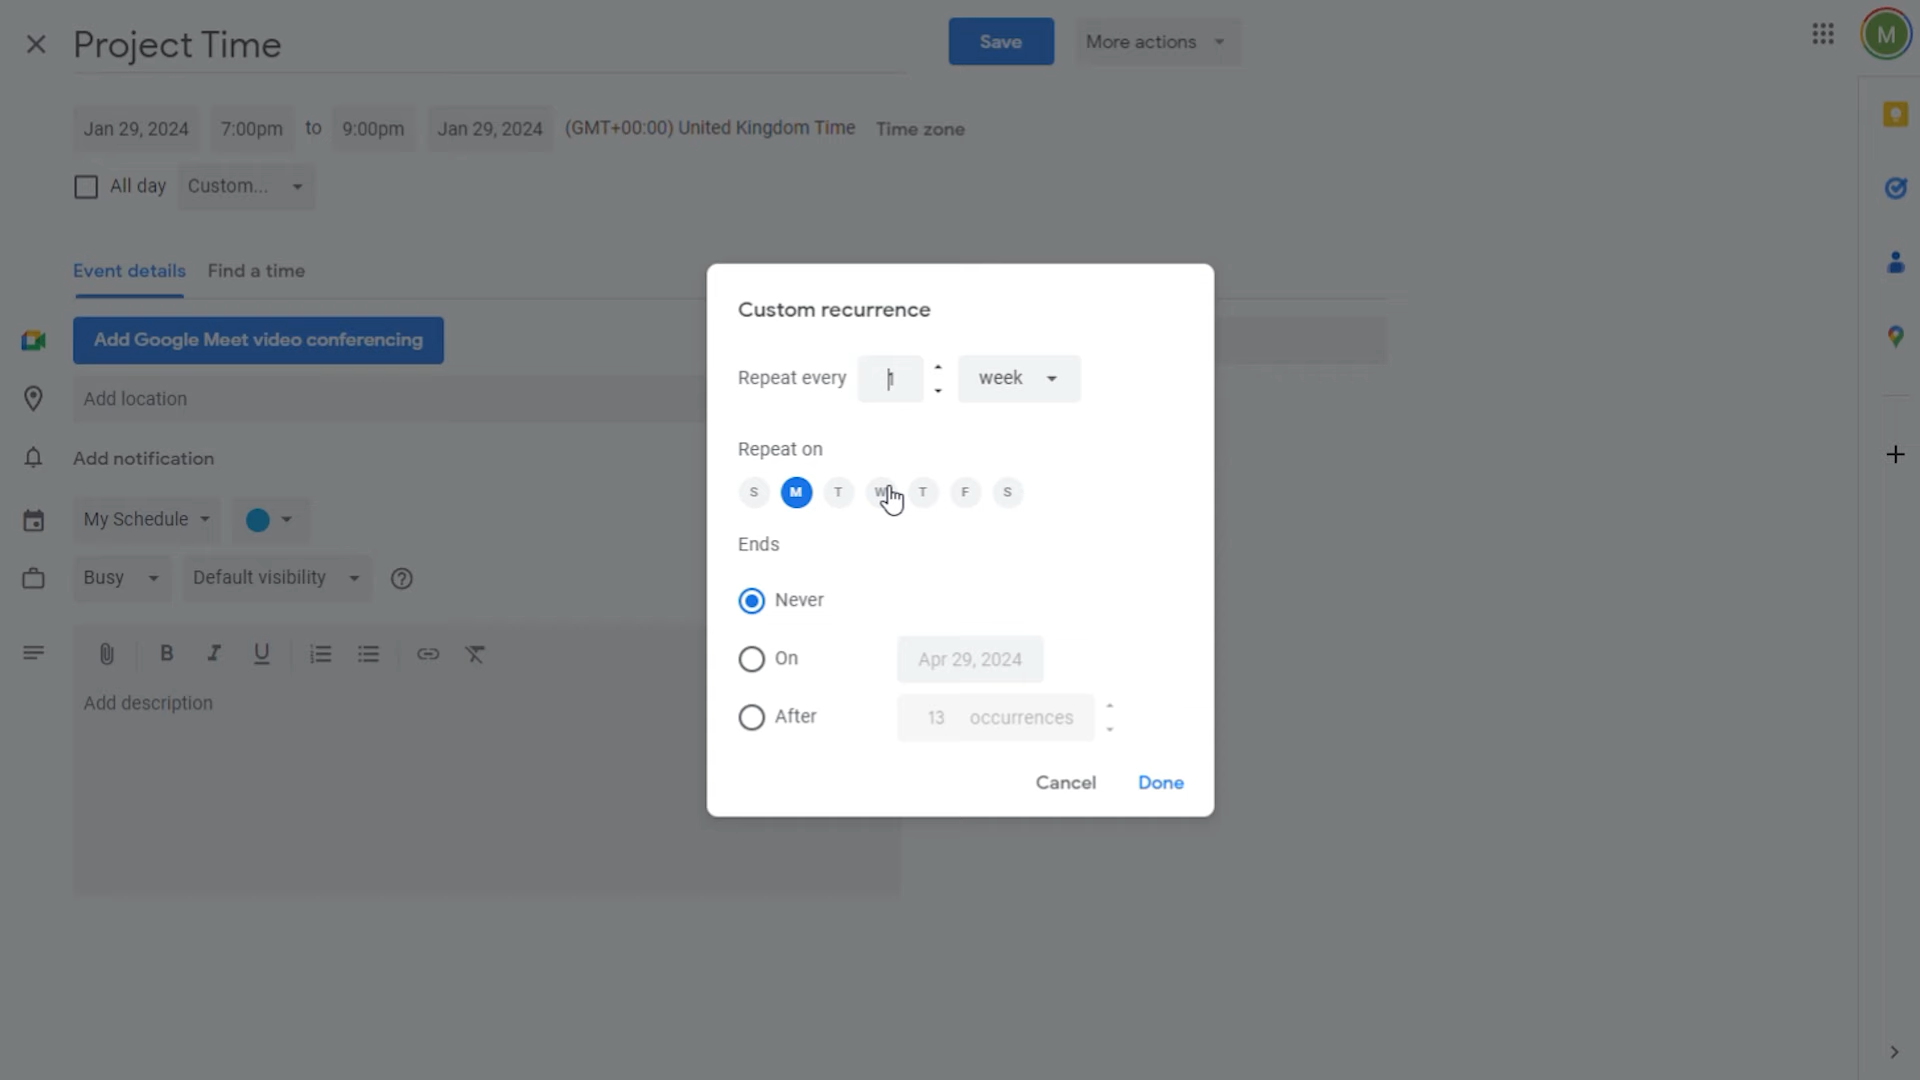 Project Time
Save
More actions
M
Jan 29, 2024 7:00pm to 9:00pm Jan 29, 2024 (GMT+00:00) United Kingdom Time Time zone
All day Custom...
Event details Find a time
Add Google Meet video conferencing
Add location
Add notification
My Schedule
Busy Default visibility
B I U
Add description
Custom recurrence
Repeat every 1 week
Repeat on
S M T W T F S
Ends
Never
On Apr 29, 2024
After 13 occurrences
Cancel Done